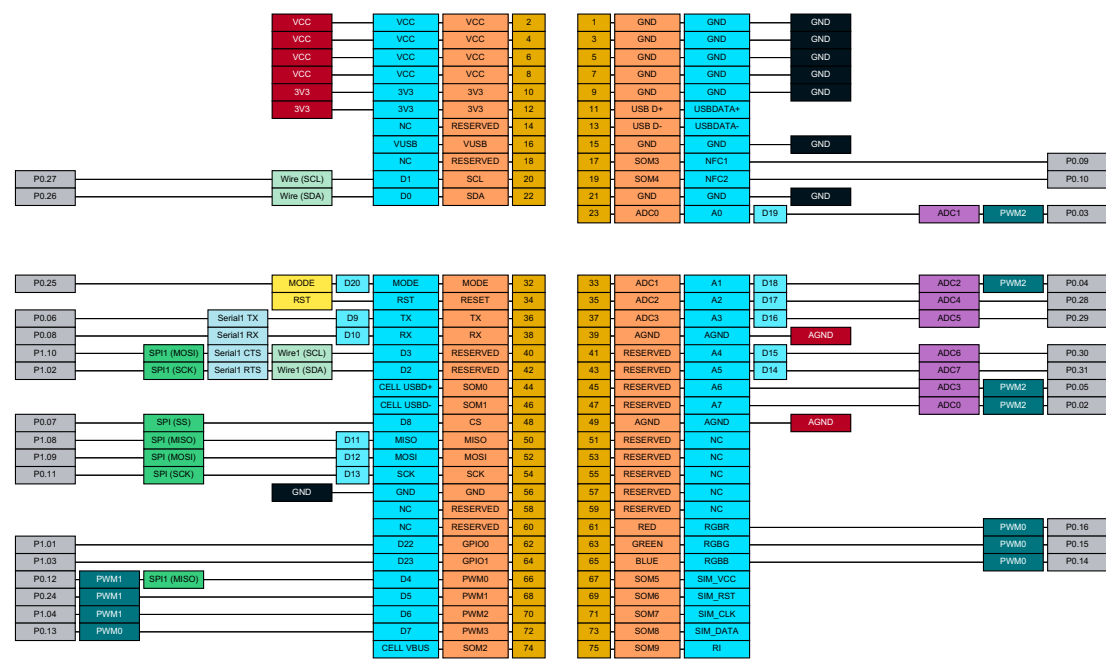 VCC VCC VCC 2 1 GND GND GND
VCC VCC VCC 4 3 GND GND GND
VCC VCC VCC 6 5 GND GND GND
VCC VCC VCC 8 7 GND GND GND
3V3 3V3 3V3 10 9 GND GND GND
3V3 3V3 3V3 12 11 USB D+ USBDATA+
NC RESERVED 14 13 USB D- USBDATA-
VUSB VUSB 16 15 GND GND GND
NC RESERVED 18 17 SOM3 NFC1 P0.09
P0.27 Wire (SCL) D1 SCL 20 19 SOM4 NFC2 P0.10
P0.26 Wire (SDA) D0 SDA 22 21 GND GND GND
23 ADC0 A0 D19 ADC1 PWM2 P0.03
P0.25 MODE D20 MODE MODE 32 33 ADC1 A1 D18 ADC2 PWM2 P0.04
RST RST RESET 34 35 ADC2 A2 D17 ADC4 P0.28
P0.06 Serial1 TX D9 TX TX 36 37 ADC3 A3 D16 ADC5 P0.29
P0.08 Serial1 RX D10 RX RX 38 39 AGND AGND AGND
P1.10 SPI1 (MOSI) Serial1 CTS Wire1 (SCL) D3 RESERVED 40 41 RESERVED A4 D15 ADC6 P0.30
P1.02 SPI1 (SCK) Serial1 RTS Wire1 (SDA) D2 RESERVED 42 43 RESERVED A5 D14 ADC7 P0.31
CELL USBD+ SOM0 44 45 RESERVED A6 ADC3 PWM2 P0.05
CELL USBD- SOM1 46 47 RESERVED A7 ADC0 PWM2 P0.02
P0.07 SPI (SS) D8 CS 48 49 AGND AGND AGND
P1.08 SPI (MISO) D11 MISO MISO 50 51 RESERVED NC
P1.09 SPI (MOSI) D12 MOSI MOSI 52 53 RESERVED NC
P0.11 SPI (SCK) D13 SCK SCK 54 55 RESERVED NC
GND GND GND 56 57 RESERVED NC
NC RESERVED 58 59 RESERVED NC
NC RESERVED 60 61 RED RGBR PWM0 P0.16
P1.01 D22 GPIO0 62 63 GREEN RGBG PWM0 P0.15
P1.03 D23 GPIO1 64 65 BLUE RGBB PWM0 P0.14
P0.12 PWM1 SPI1 (MISO) D4 PWM0 66 67 SOM5 SIM_VCC
P0.24 PWM1 D5 PWM1 68 69 SOM6 SIM_RST
P1.04 PWM1 D6 PWM2 70 71 SOM7 SIM_CLK
P0.13 PWM0 D7 PWM3 72 73 SOM8 SIM_DATA
CELL VBUS SOM2 74 75 SOM9 RI